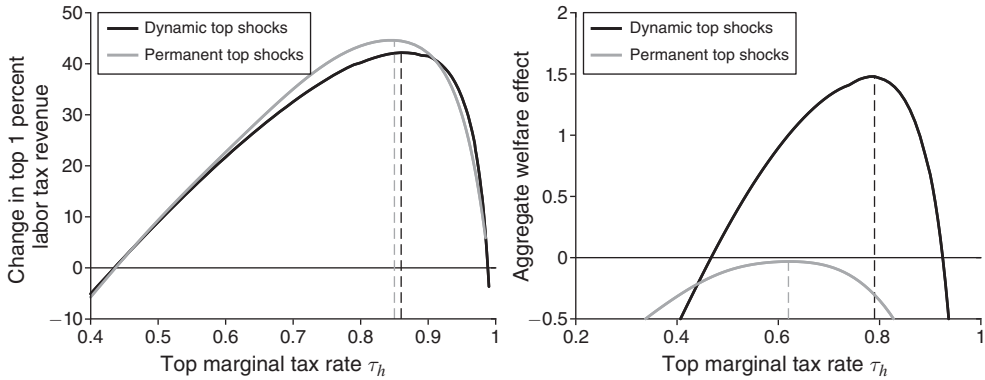 Dynamic top shocks
Permanent top shocks
50
40
30
20
10
0
−10
0.4
0.5
0.6
0.7
0.8
0.9
1
Change in top 1 percent
labor tax revenue
Top marginal tax rate τh
Dynamic top shocks
Permanent top shocks
2
1.5
1
0.5
0
−0.5
0.2
0.4
0.6
0.8
1
Aggregate welfare effect
Top marginal tax rate τh